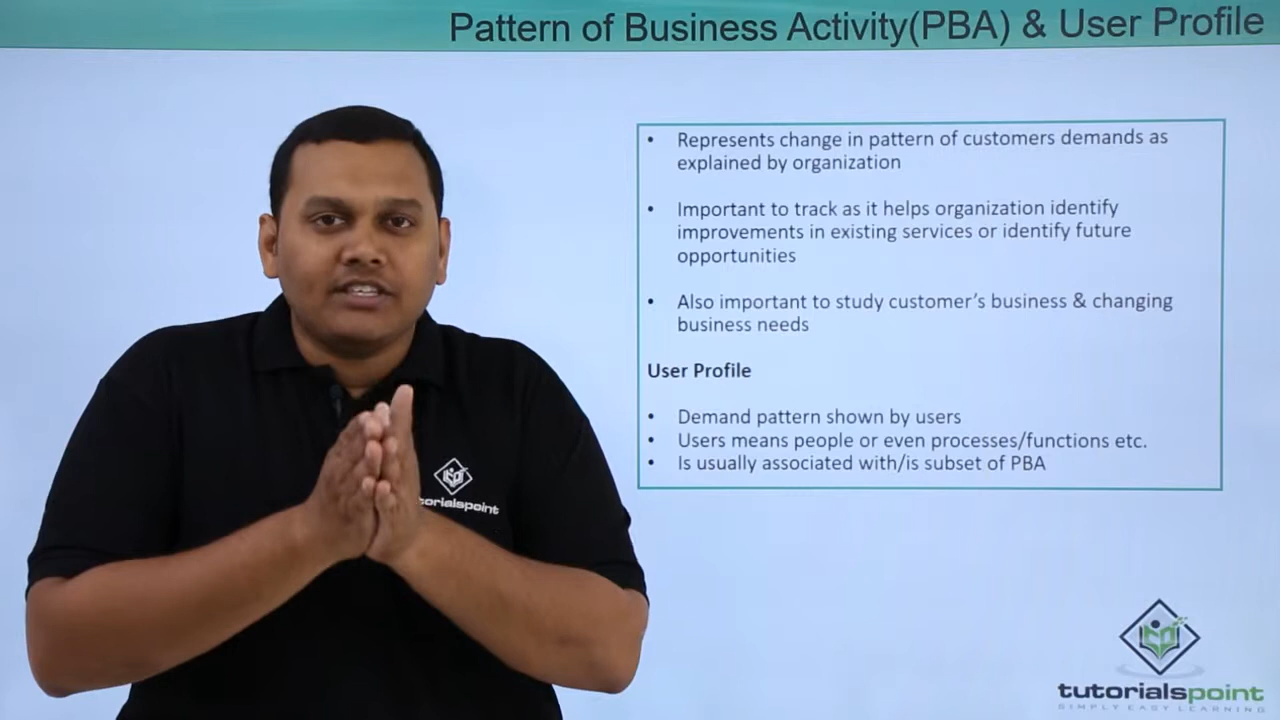 Pattern of Business Activity(PBA) & User Profile
• Represents change in pattern of customers demands as
explained by organization
• Important to track as it helps organization identify
improvements in existing services or identify future
opportunities
• Also important to study customer's business & changing
business needs
User Profile
• Demand pattern shown by users
• Users means people or even processes/functions etc.
• Is usually associated with/is subset of PBA
torialspoint
tutorialspoint
SIMPLY EASY LEARNING